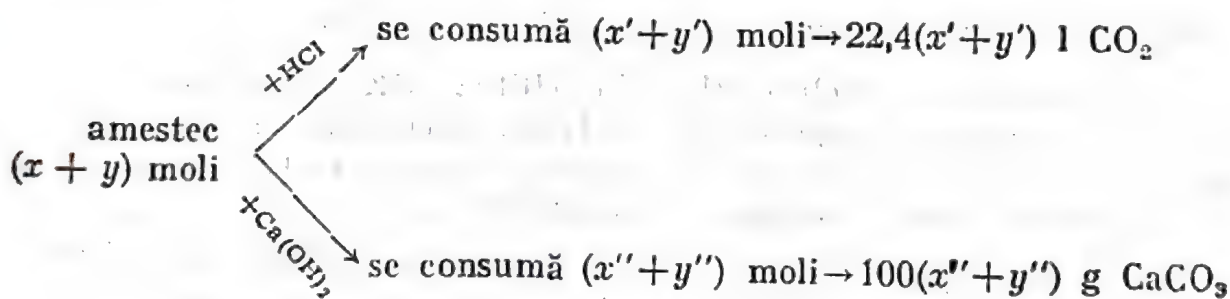 se consumă (x′+y′) moli→22,4(x′+y′) l CO₂
+HCl
amestec
(x + y) moli
+Ca(OH)₂
se consumă (x″+y″) moli→100(x″+y″) g CaCO₃